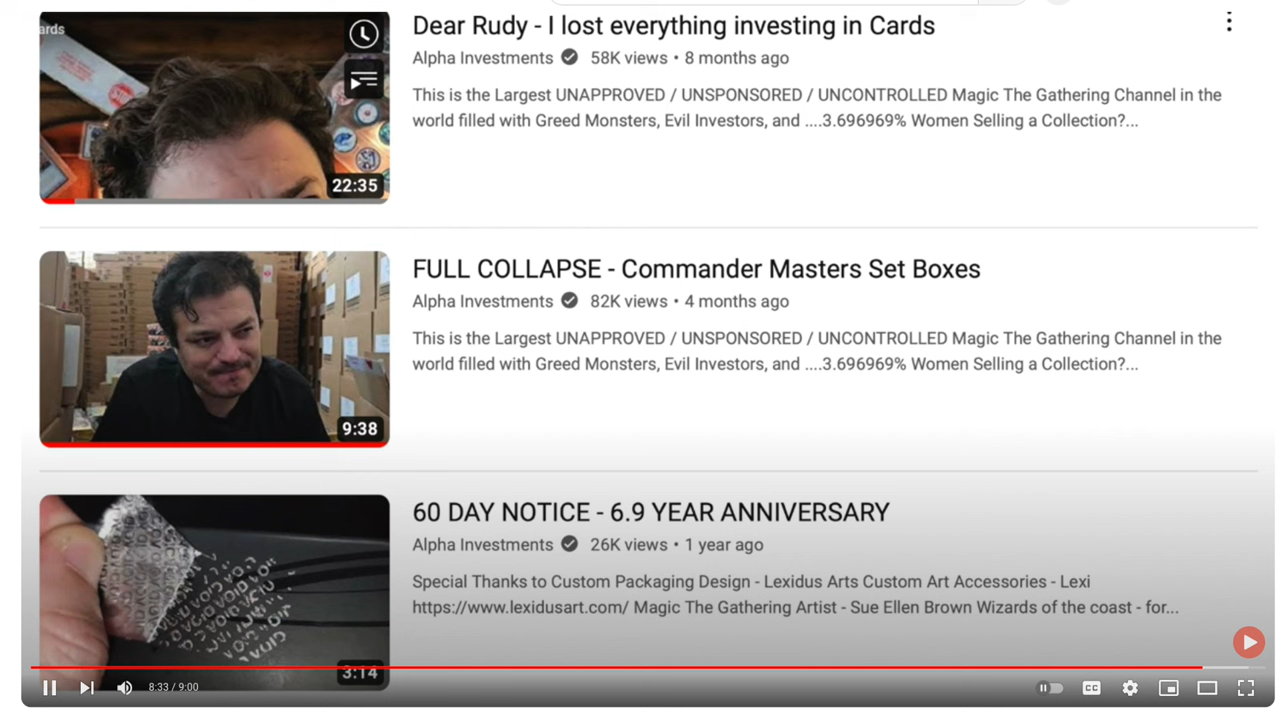 ards
Dear Rudy - I lost everything investing in Cards
Alpha Investments 58K views • 8 months ago
This is the Largest UNAPPROVED / UNSPONSORED / UNCONTROLLED Magic The Gathering Channel in the
world filled with Greed Monsters, Evil Investors, and ....3.696969% Women Selling a Collection?...
22:35
FULL COLLAPSE - Commander Masters Set Boxes
Alpha Investments 82K views • 4 months ago
This is the Largest UNAPPROVED / UNSPONSORED / UNCONTROLLED Magic The Gathering Channel in the
world filled with Greed Monsters, Evil Investors, and ....3.696969% Women Selling a Collection?...
9:38
60 DAY NOTICE - 6.9 YEAR ANNIVERSARY
Alpha Investments 26K views • 1 year ago
Special Thanks to Custom Packaging Design - Lexidus Arts Custom Art Accessories - Lexi
https://www.lexidusart.com/ Magic The Gathering Artist - Sue Ellen Brown Wizards of the coast - for...
VOID
3:14
8:33 / 9:00
CC